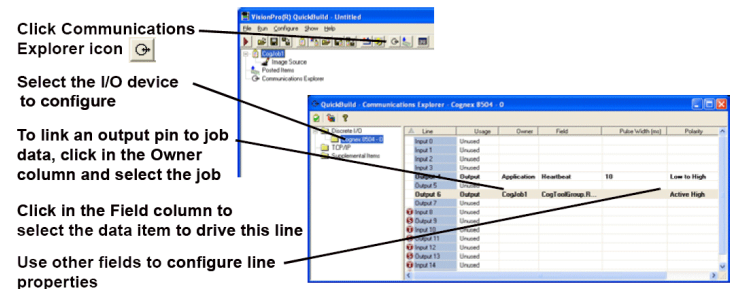 Click Communications
Explorer icon
Select the I/O device
to configure
To link an output pin to job
data, click in the Owner
column and select the job
Click in the Field column to
select the data item to drive this line
Use other fields to configure line
properties
VisionPro(R) QuickBuild - Untitled
File Run Configure Show Help
CogJob1
Image Source
Posted Items
Communications Explorer
QuickBuild - Communications Explorer - Cognex 8504 - 0
Discrete I/O
Cognex 8504 - 0
TCP/IP
Supplemental Items
Line Usage Owner Field Pulse Width (ms) Polarity
Input 0 Unused
Input 1 Unused
Input 2 Unused
Input 3 Unused
Output 4 Output Application Heartbeat 10 Low to High
Output 5 Unused
Output 6 Output CogJob1 CogToolGroup.R... Active High
Output 7 Unused
Input 8 Unused
Output 9 Unused
Input 10 Unused
Output 11 Unused
Input 12 Unused
Output 13 Unused
Input 14 Unused